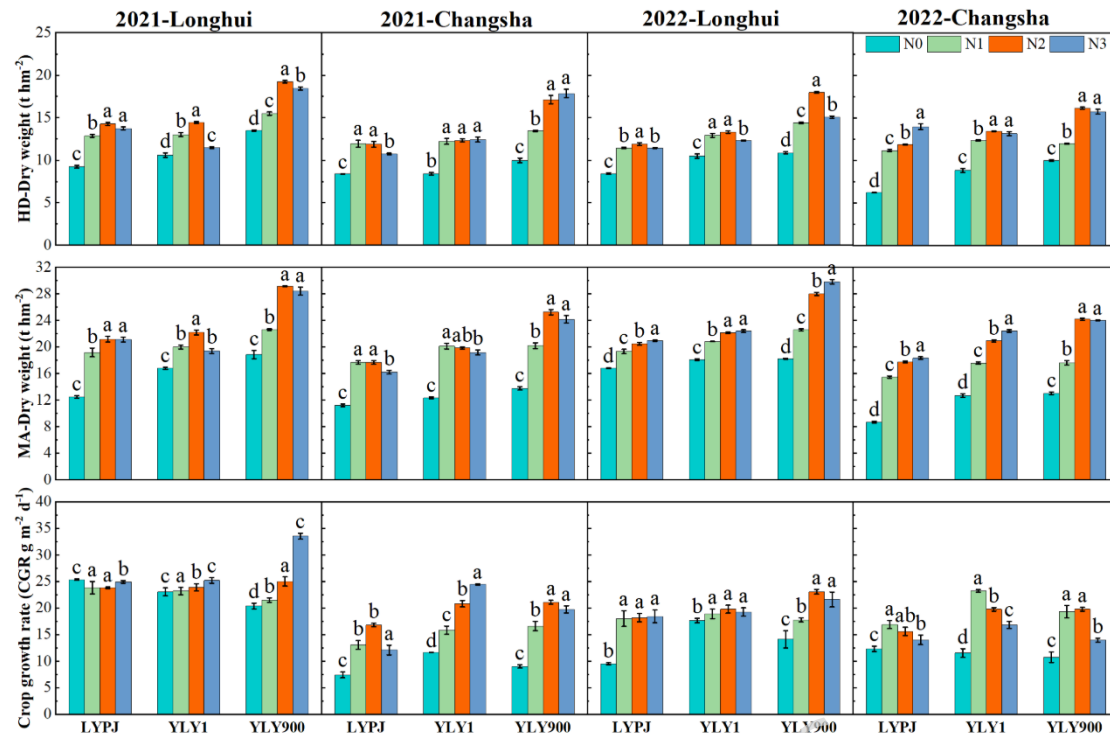 2021-Longhui 2021-Changsha 2022-Longhui 2022-Changsha
N0 N1 N2 N3
HD-Dry weight (t hm⁻²)
25
20
15
10
5
0
c b a a d b a c d c a b
c a a b b a a a c b a a
c b a b c b a b d c a b
d c b a c b a a c b a a
MA-Dry weight (t hm⁻²)
32
28
24
20
16
12
8
4
0
c b a a c b a b c b a a
c a a b c a ab b c b a a
d c b a c b a a d c b a
d c b a d c b a c b a a
Crop growth rate (CGR g m⁻² d⁻¹)
40
35
30
25
20
15
10
5
0
c a a b c c b c d c a c
c b a a d c b a c b a a
b a a a b a a a c b a a
c a ab b d a b c c a a b
LYPJ YLY1 YLY900 LYPJ YLY1 YLY900 LYPJ YLY1 YLY900 LYPJ YLY1 YLY900